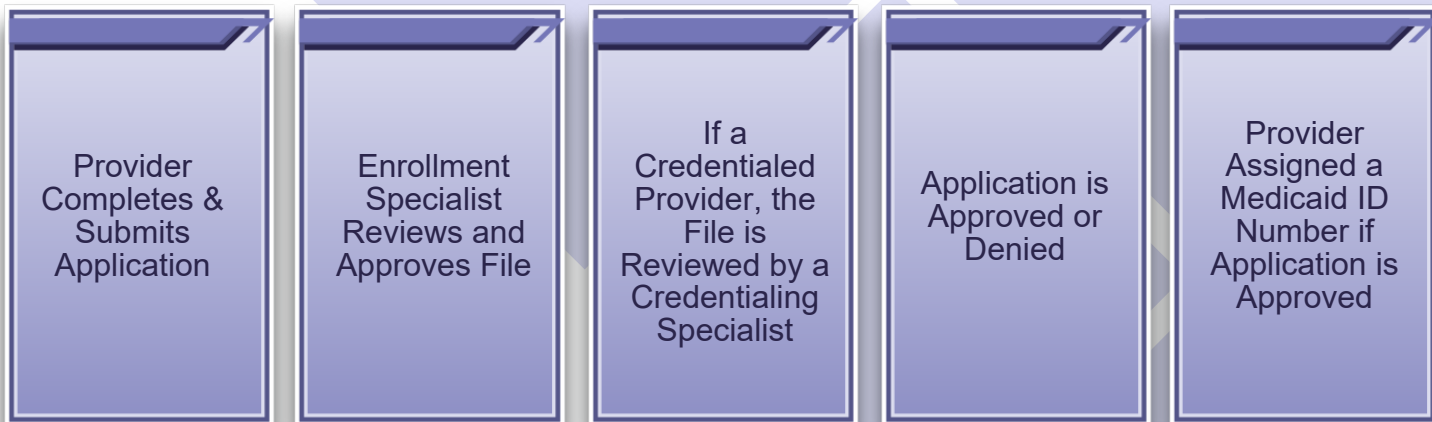 Provider
Completes &
Submits
Application
Enrollment
Specialist
Reviews and
Approves File
If a
Credentialed
Provider, the
File is
Reviewed by a
Credentialing
Specialist
Application is
Approved or
Denied
Provider
Assigned a
Medicaid ID
Number if
Application is
Approved